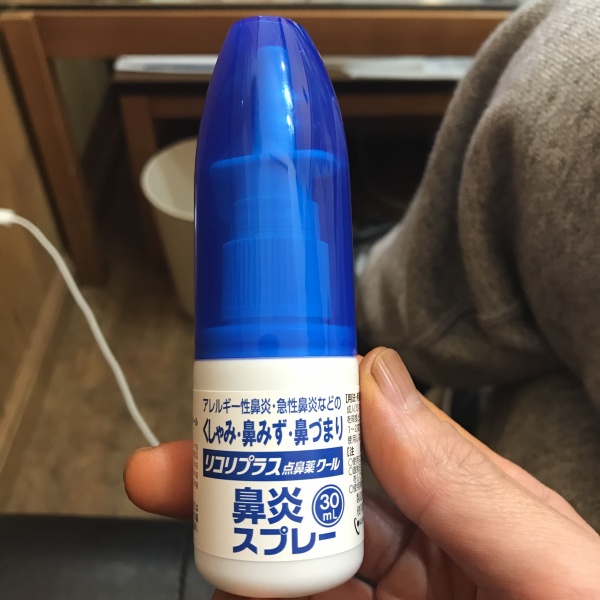 アレルギー性鼻炎・急性鼻炎などの
くしゃみ・鼻みず・鼻づまり
リコリプラス点鼻薬クール
鼻炎
スプレー
30
mL